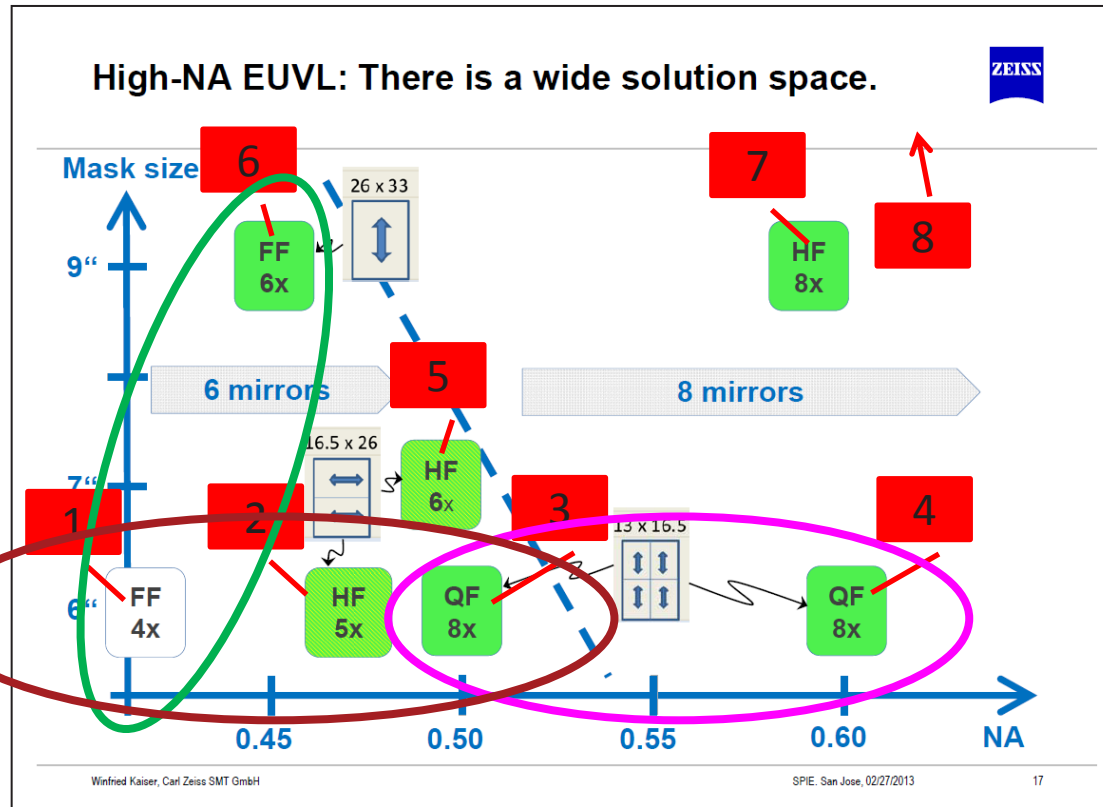 High-NA EUVL: There is a wide solution space.
ZEISS
Mask size
6
7
8
26 x 33
9“
FF
6x
HF
8x
6 mirrors
5
8 mirrors
16.5 x 26
HF
6x
7“
1
2
3
4
13 x 16.5
6“
FF
4x
HF
5x
QF
8x
QF
8x
0.45
0.50
0.55
0.60
NA
Winfried Kaiser, Carl Zeiss SMT GmbH
SPIE. San Jose, 02/27/2013
17